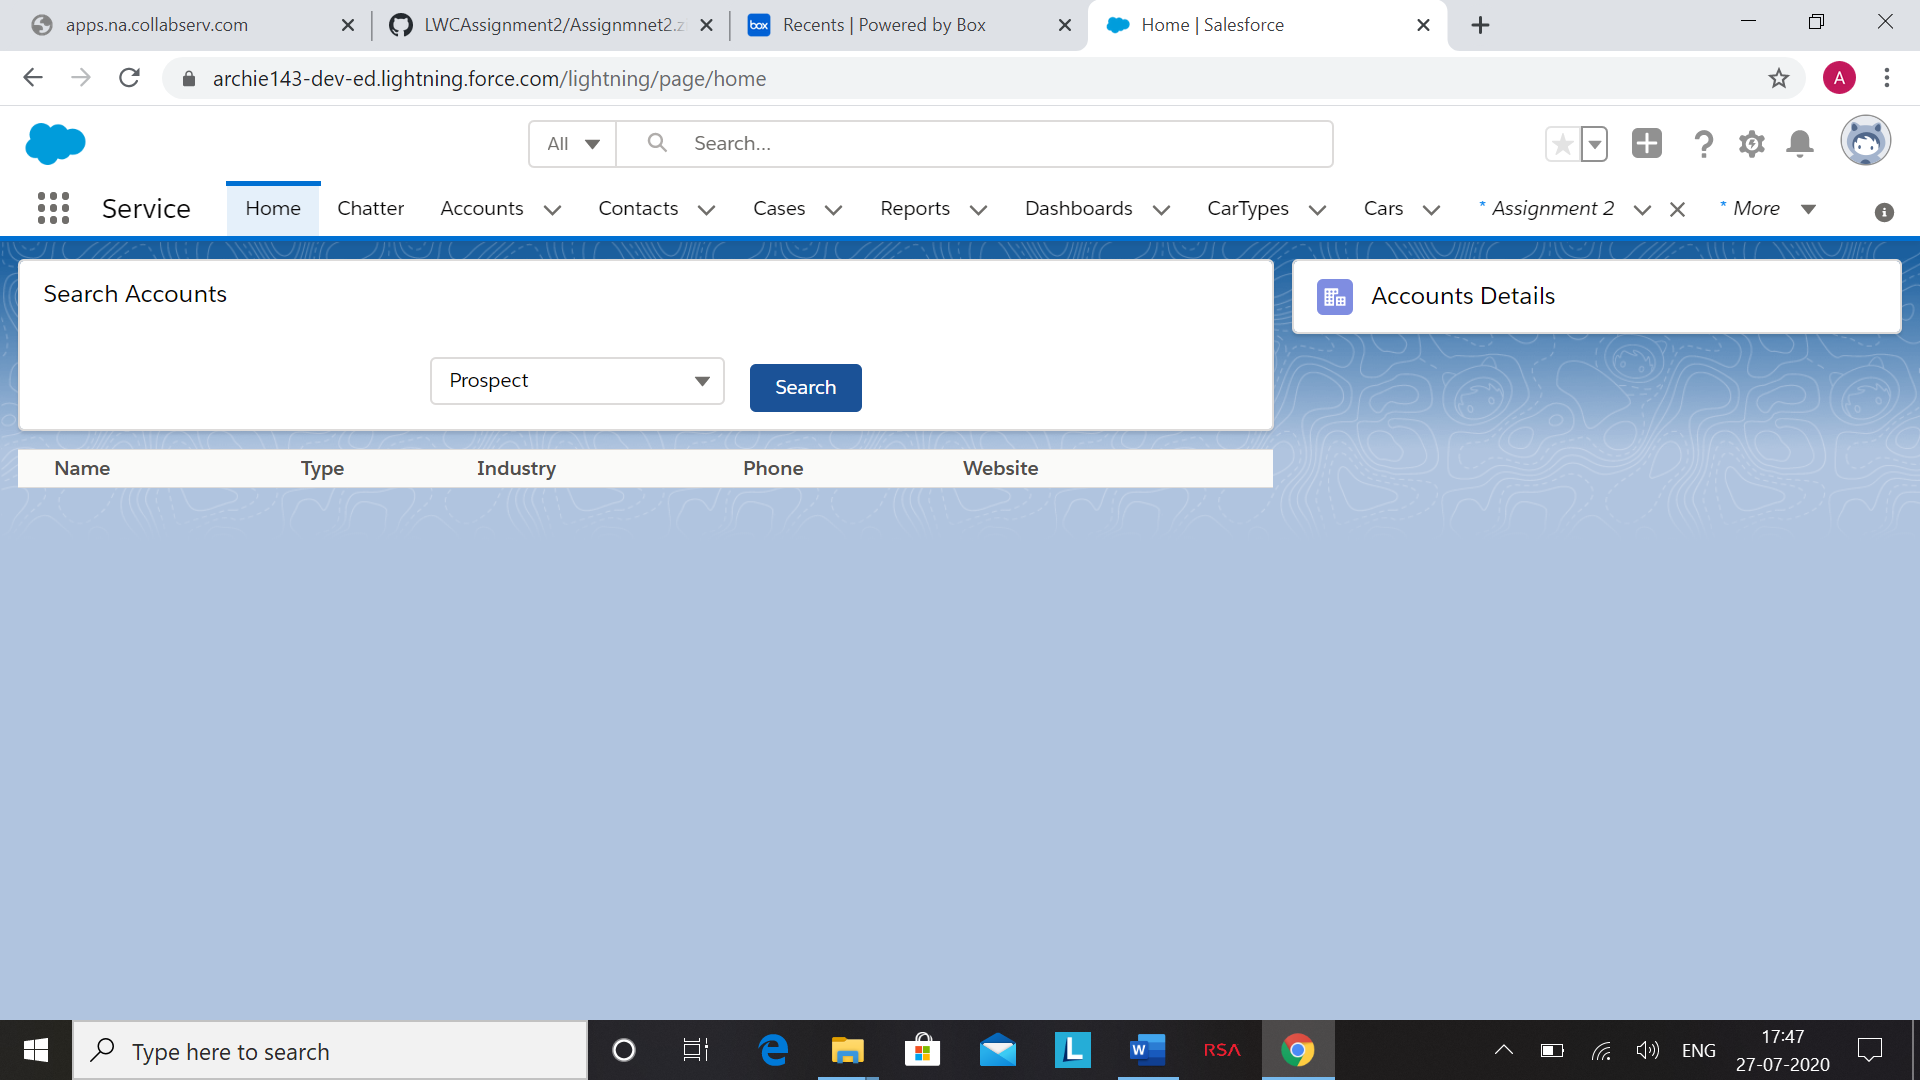 apps.na.collabserv.com
LWCAssignment2/Assignmnet2.z
box
Recents | Powered by Box
Home | Salesforce
archie143-dev-ed.lightning.force.com/lightning/page/home
A
All
Search...
Service
Home
Chatter
Accounts
Contacts
Cases
Reports
Dashboards
CarTypes
Cars
* Assignment 2
* More
Search Accounts
Prospect
Search
Accounts Details
Name Type Industry Phone Website
Type here to search
L
W
RSA
ENG
17:47
27-07-2020